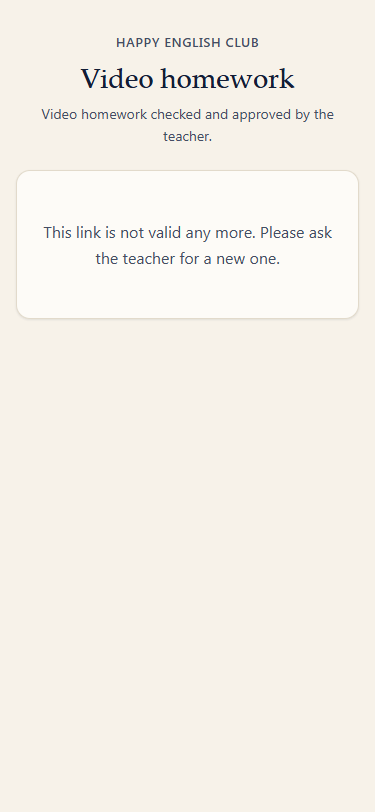 HAPPY ENGLISH CLUB
Video homework
Video homework checked and approved by the
teacher.
This link is not valid any more. Please ask
the teacher for a new one.